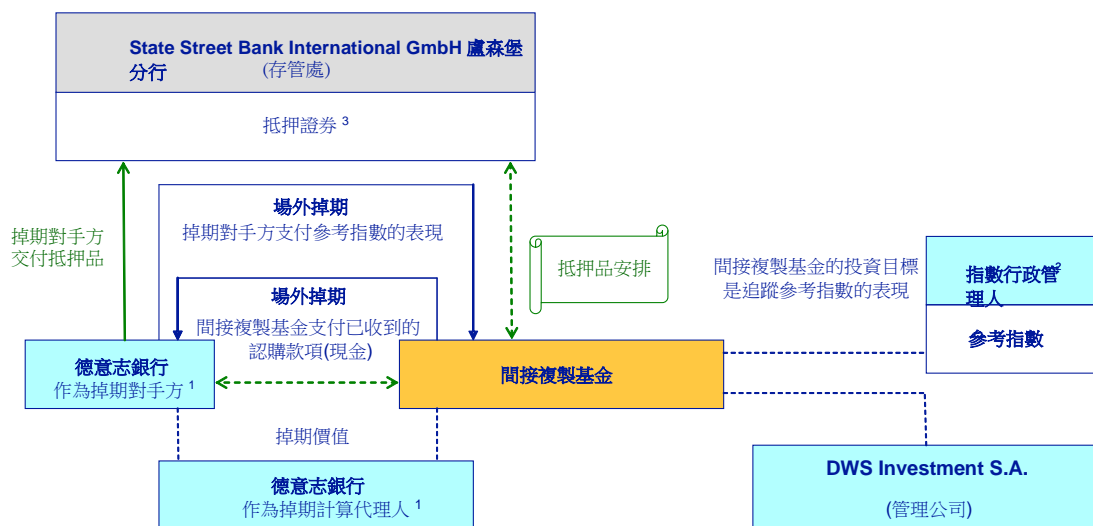 State Street Bank International GmbH 盧森堡
分行
(存管處)
抵押證券 3
場外掉期
掉期對手方支付參考指數的表現
掉期對手方
交付抵押品
抵押品安排
場外掉期
間接複製基金支付已收到的
認購款項(現金)
間接複製基金的投資目標
是追蹤參考指數的表現
指數行政管2
理人
參考指數
德意志銀行
作為掉期對手方 1
間接複製基金
掉期價值
德意志銀行
作為掉期計算代理人 1
DWS Investment S.A.
(管理公司)